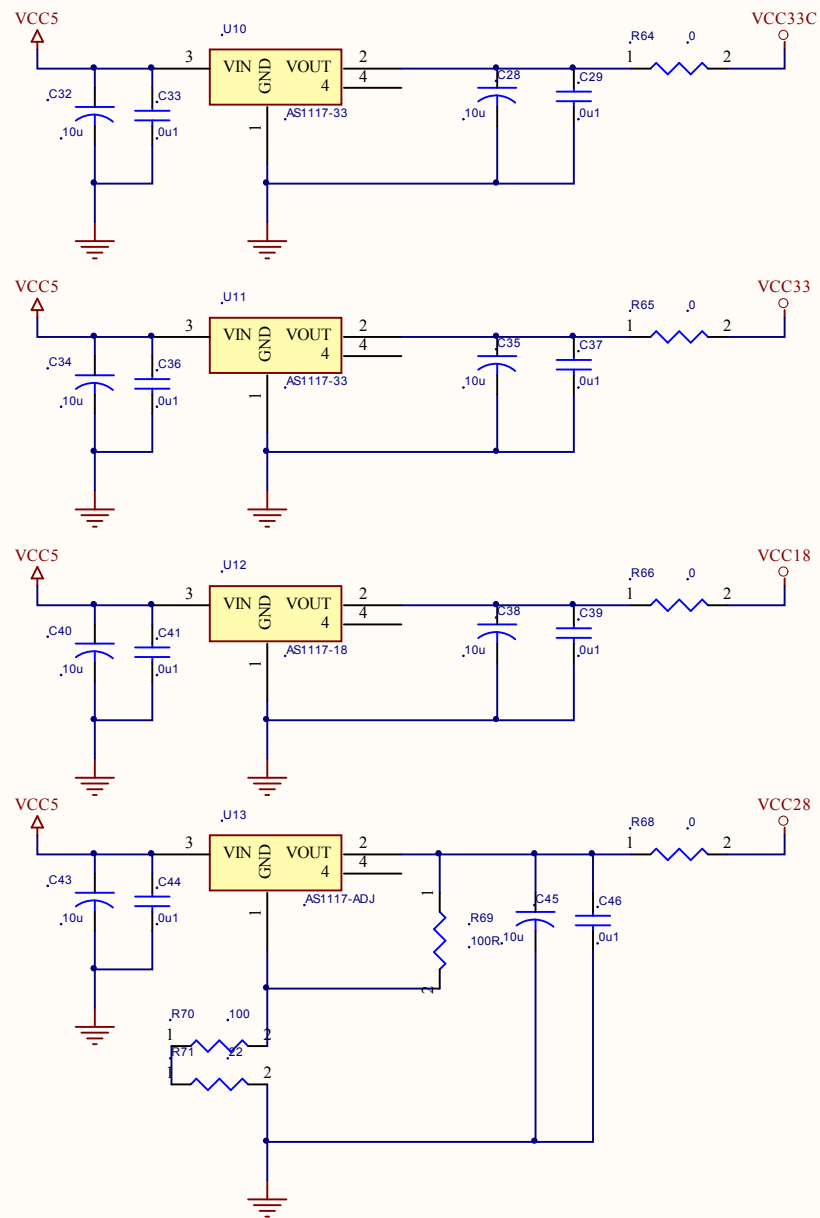 VCC5
.U10
VCC33C
.R64 .0
3 VIN GND VOUT 2
4 4
1 2
.C32
.C33
.C28
.C29
.10u
.0u1
1
.AS1117-33
.10u
.0u1
VCC5
.U11
VCC33
.R65 .0
3 VIN GND VOUT 2
4 4
1 2
.C34
.C36
.C35
.C37
.10u
.0u1
1
.AS1117-33
.10u
.0u1
VCC5
.U12
VCC18
.R66 .0
3 VIN GND VOUT 2
4 4
1 2
.C40
.C41
.C38
.C39
.10u
.0u1
1
.AS1117-18
.10u
.0u1
VCC5
.U13
VCC28
.R68 .0
3 VIN GND VOUT 2
4 4
1 2
.C43
.C44
1
.AS1117-ADJ
1
.C45
.C46
.10u
.0u1
.R69
.100R
.10u
.0u1
2
.R70 .100
1 2
.R71 .22
1 2